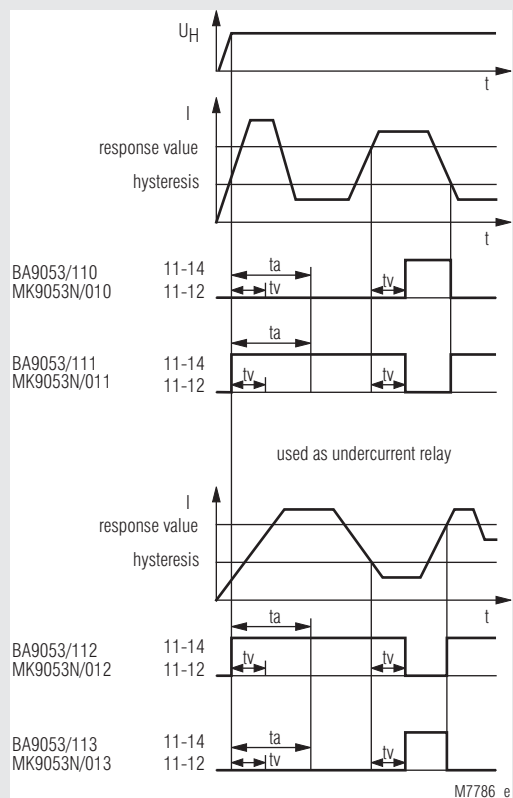 UH
t
I
response value
hysteresis
t
BA9053/110 11-14 ta
MK9053N/010 11-12 tv tv
ta
BA9053/111 11-14
MK9053N/011 11-12 tv tv
used as undercurrent relay
I
response value
hysteresis
t
ta
BA9053/112 11-14
MK9053N/012 11-12 tv tv
BA9053/113 11-14 ta
MK9053N/013 11-12 tv tv
M7786_e